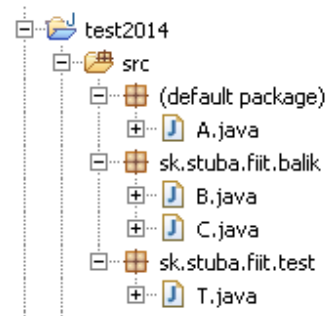 test2014
src
(default package)
A.java
sk.stuba.fiit.balik
B.java
C.java
sk.stuba.fiit.test
T.java